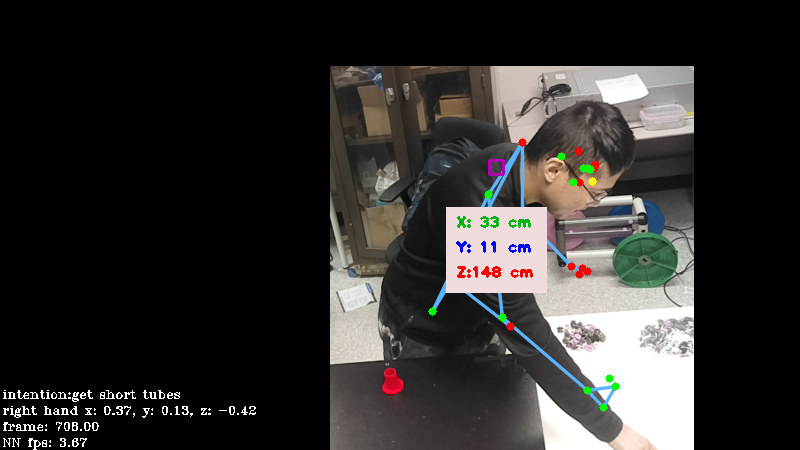 X: 33 cm
Y: 11 cm
Z:148 cm
intention:get short tubes
right hand x: 0.37, y: 0.13, z: -0.42
frame: 708.00
NN fps: 3.67